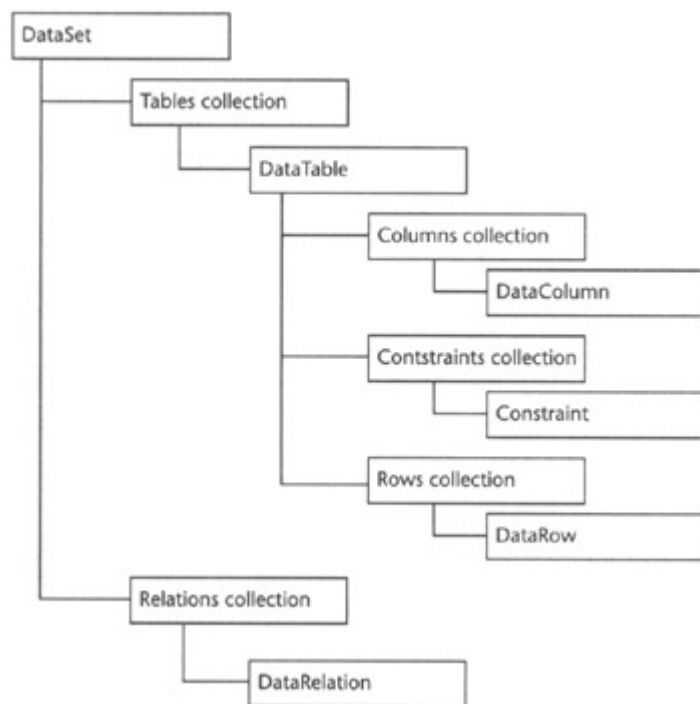 DataSet
Tables collection
DataTable
Columns collection
DataColumn
Contstraints collection
Constraint
Rows collection
DataRow
Relations collection
DataRelation